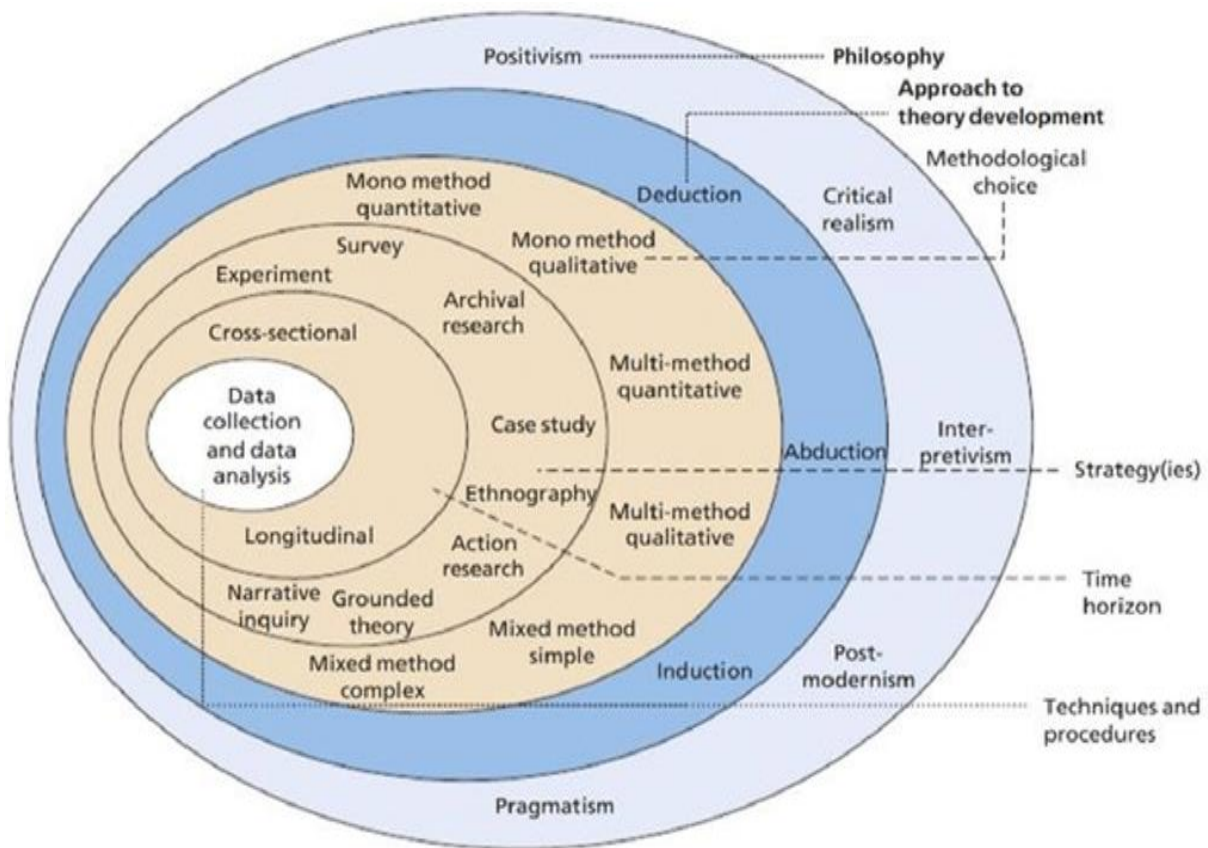 Positivism
Philosophy
Approach to
theory development
Methodological
choice
Deduction
Critical
realism
Mono method
quantitative
Mono method
qualitative
Survey
Experiment
Archival
research
Cross-sectional
Multi-method
quantitative
Data
collection
and data
analysis
Case study
Abduction
Inter-
pretivism
Strategy(ies)
Ethnography
Multi-method
qualitative
Longitudinal
Action
research
Time
horizon
Narrative
inquiry
Grounded
theory
Mixed method
simple
Mixed method
complex
Induction
Post-
modernism
Techniques and
procedures
Pragmatism